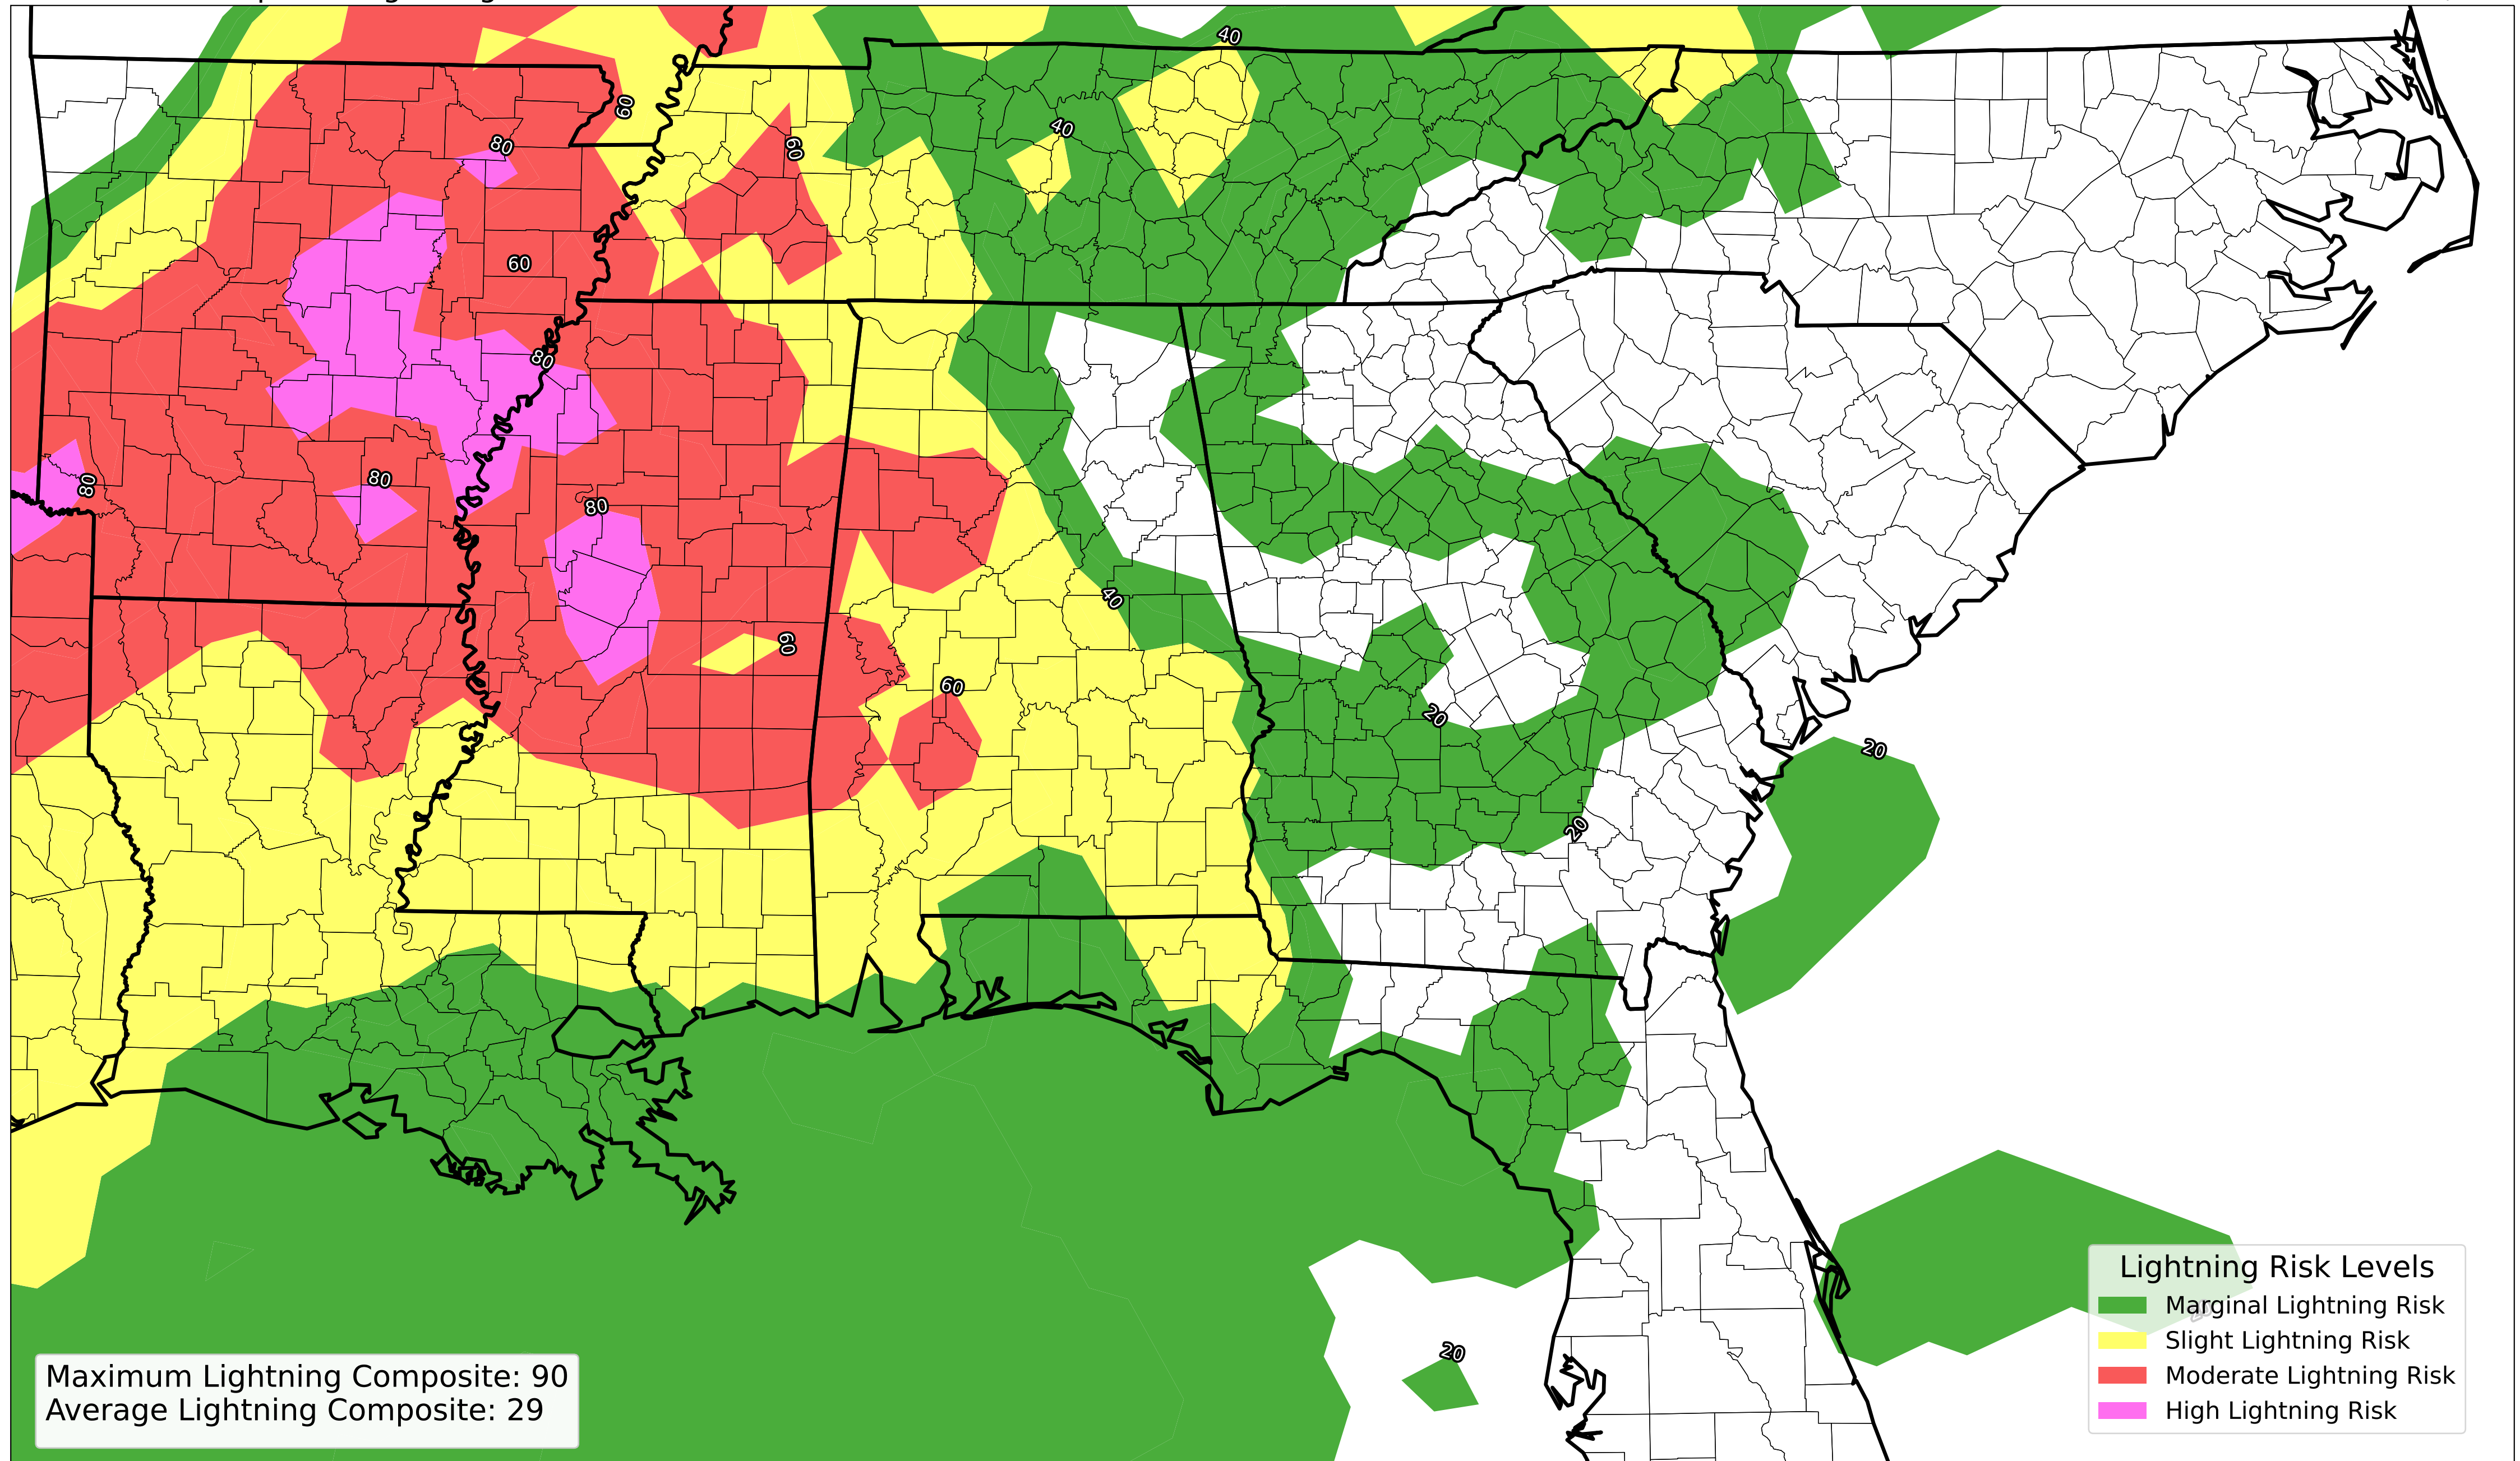 40
60
40
80
60
60
80
80
80
80
60
40
60
20
20
20
20
Lightning Risk Levels
Marginal Lightning Risk
Slight Lightning Risk
Moderate Lightning Risk
High Lightning Risk
Maximum Lightning Composite: 90
Average Lightning Composite: 29